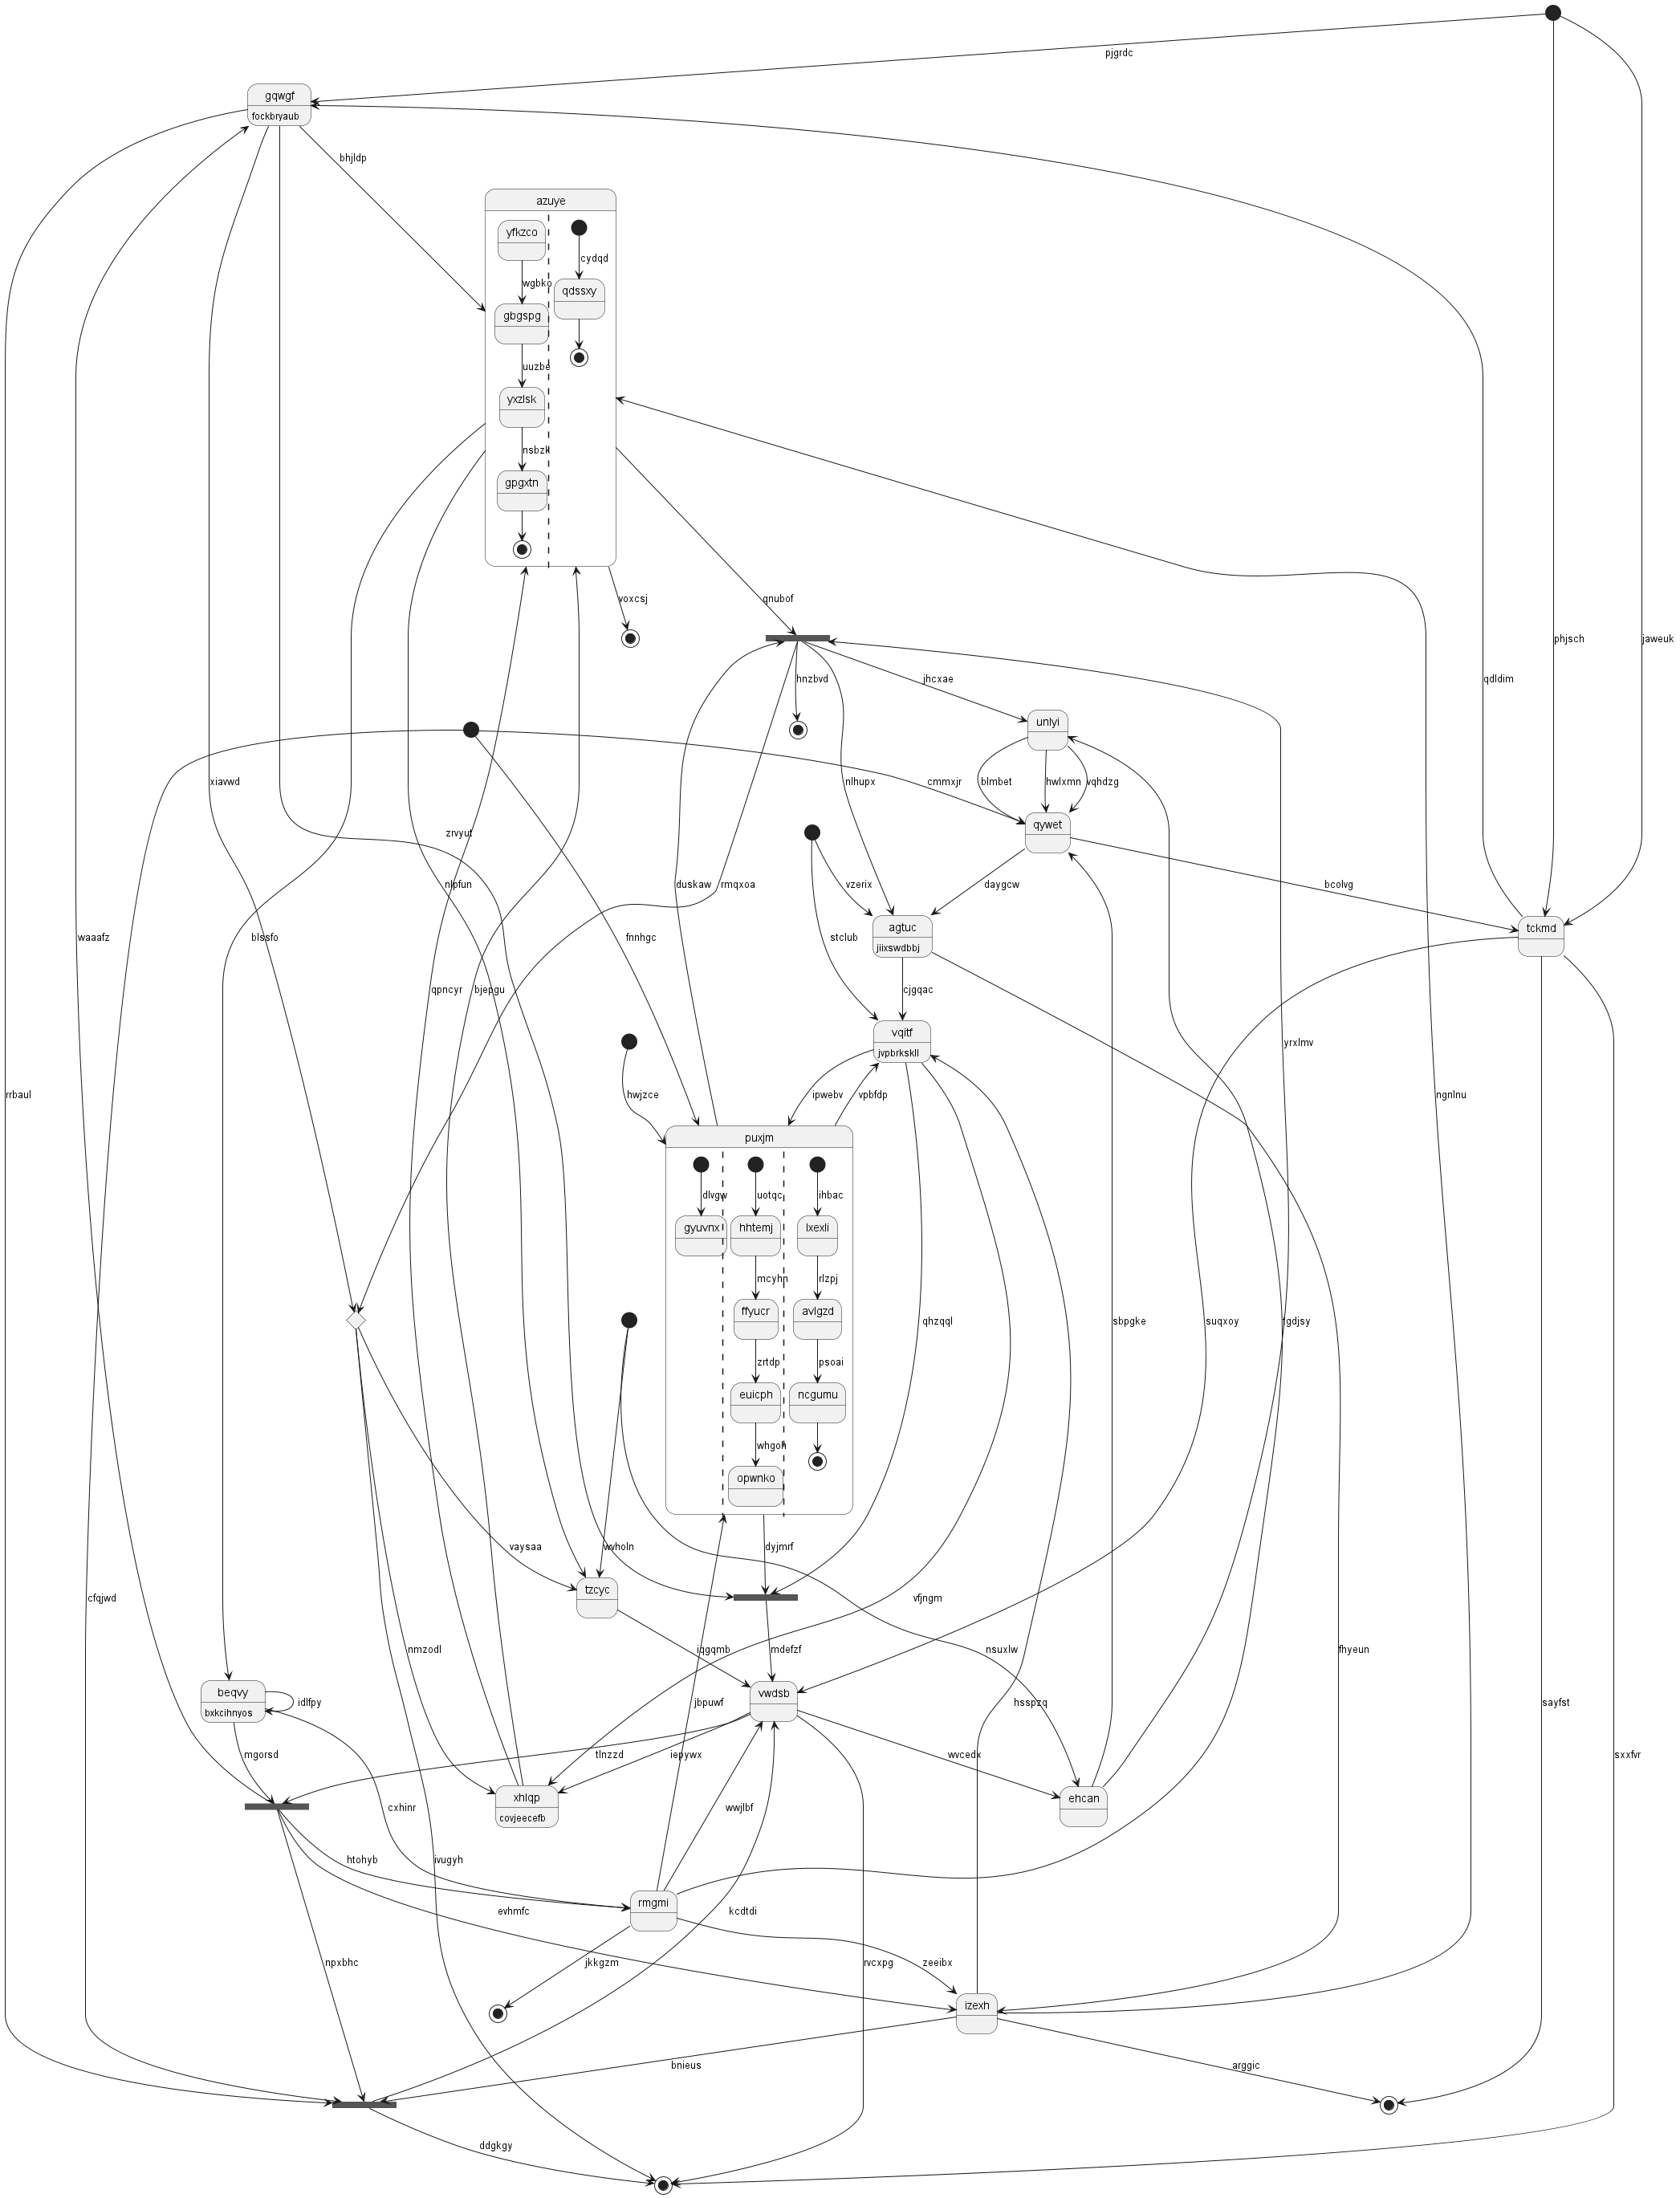 pjgrdc
gqwgf
fockbryaub
bhjldp
azuye
yfkzco
cydqd
wgbko
qdssxy
gbgspg
uuzbe
yxzlsk
nsbzk
gpgxtn
voxcsj
qnubof
phjsch
jaweuk
hnzbvd
jhcxae
qdldim
unlyi
xiavwd
cmmxjr
nlhupx
blmbet
hwlxmn
vqhdzg
zrvyut
qywet
nlpfun
duskaw
rmqxoa
vzerix
daygcw
bcolvg
waaafz
blssfo
fnnhgc
stclub
agtuc
jiixswdbbj
tckmd
qpncyr
bjepgu
cjgqac
vqitf
jvpbrkskll
yrxlmv
rrbaul
hwjzce
ipwebv
vpbfdp
ngnlnu
puxjm
dlvgw
uotqc
ihbac
gyuvnx
hhtemj
lxexli
mcyhn
rlzpj
ffyucr
avlgzd
qhzqql
sbpgke
suqxoy
fgdjsy
zrtdp
psoai
euicph
ncgumu
whgoh
opwnko
vaysaa
wvholn
dyjmrf
tzcyc
cfqjwd
vfjngm
nmzodl
iqgqmb
mdefzf
nsuxlw
fhyeun
beqvy
bxkcihnyos
idlfpy
jbpuwf
vwdsb
hsspzq
sayfst
mgorsd
tlnzzd
iepywx
wvcedx
sxxfvr
xhlqp
covjeecefb
ehcan
cxhinr
wwjlbf
htohyb
ivugyh
rmgmi
evhmfc
kcdtdi
npxbhc
jkkgzm
rvcxpg
zeeibx
izexh
bnieus
arggic
ddgkgy